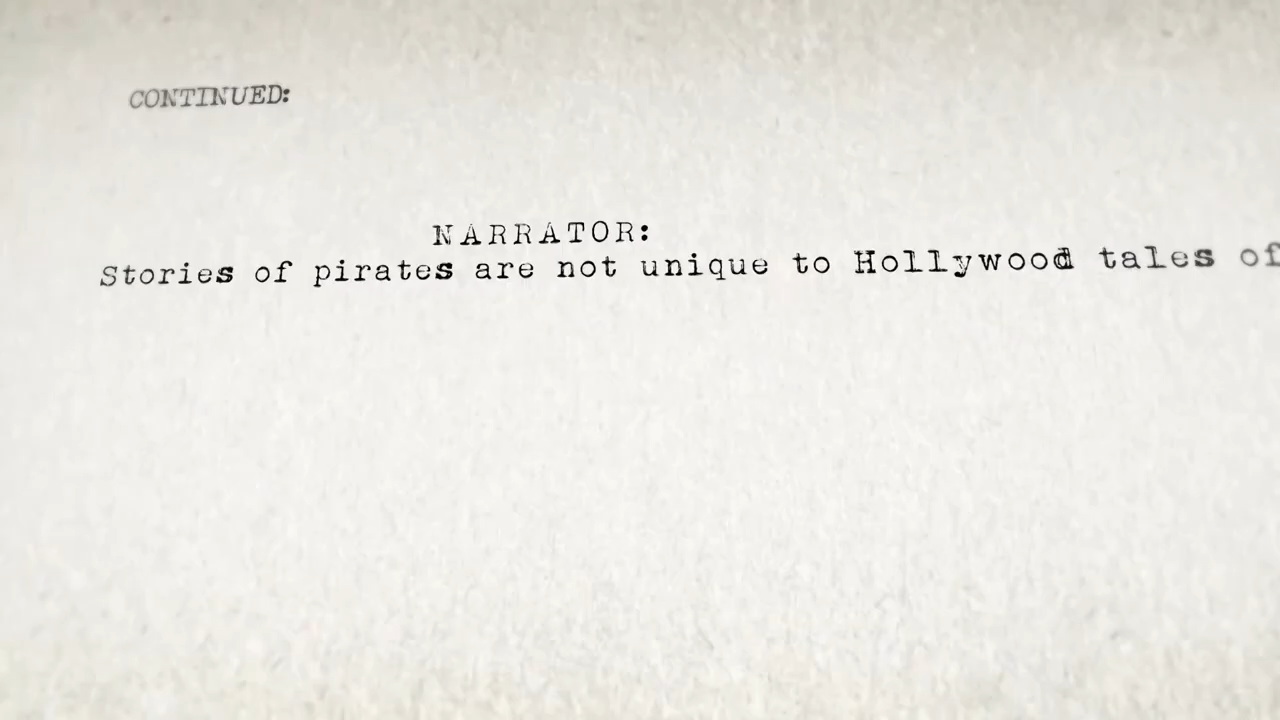 CONTINUED:
NARRATOR:
Stories of pirates are not unique to Hollywood tales of